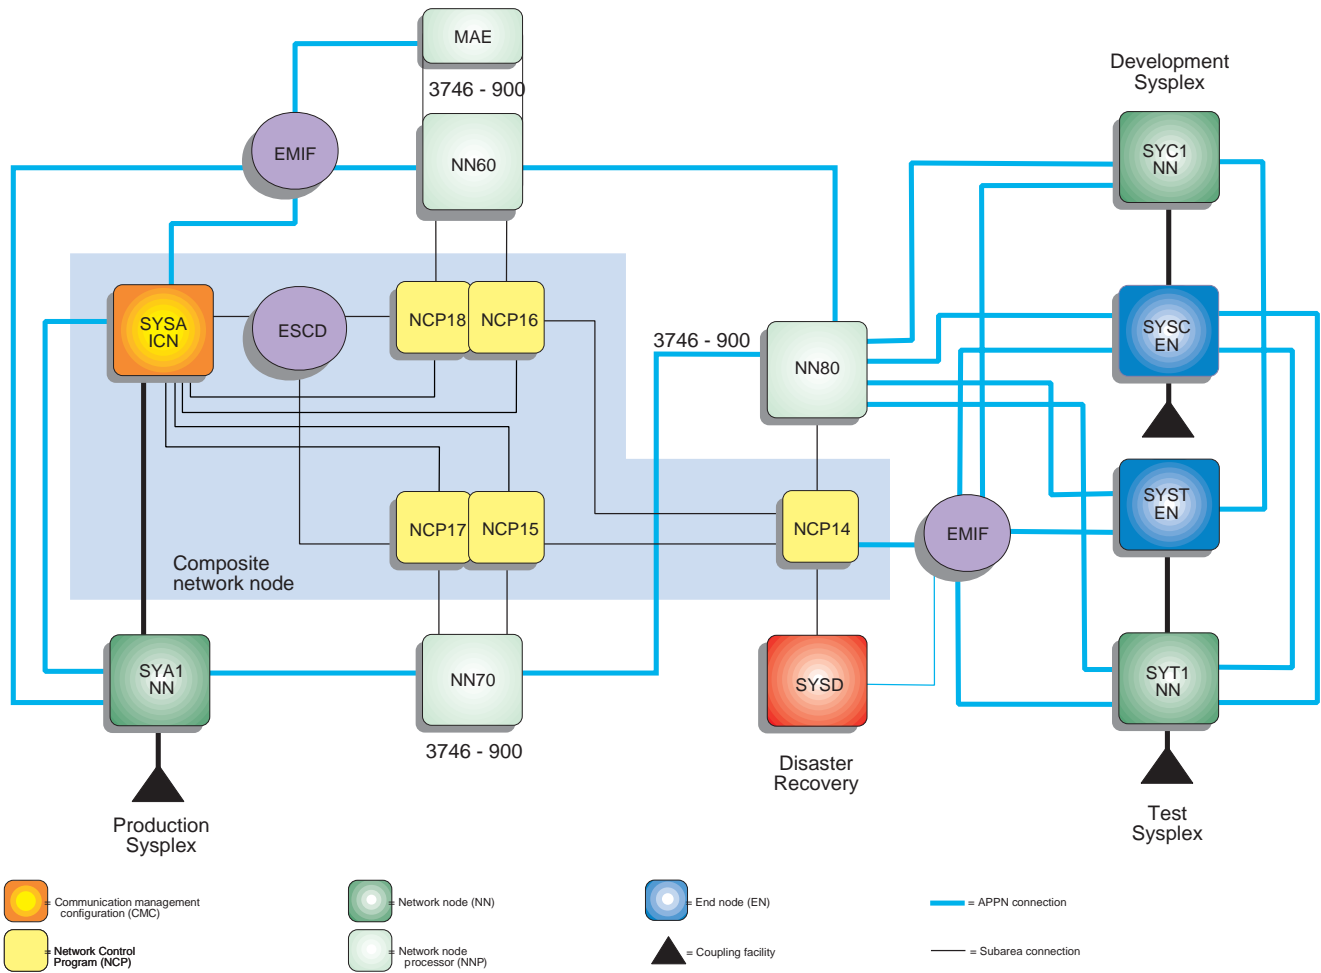 MAE
3746 - 900
Development
Sysplex
EMIF
NN60
SYC1
NN
SYSA
ICN
ESCD
NCP18
NCP16
3746 - 900
NN80
SYSC
EN
SYST
EN
NCP17
NCP15
NCP14
EMIF
Composite
network node
SYA1
NN
NN70
SYSD
SYT1
NN
3746 - 900
Disaster
Recovery
Production
Sysplex
Test
Sysplex
= Communication management
configuration (CMC)
= Network node (NN)
= End node (EN)
= APPN connection
= Network Control
Program (NCP)
= Network node
processor (NNP)
= Coupling facility
= Subarea connection